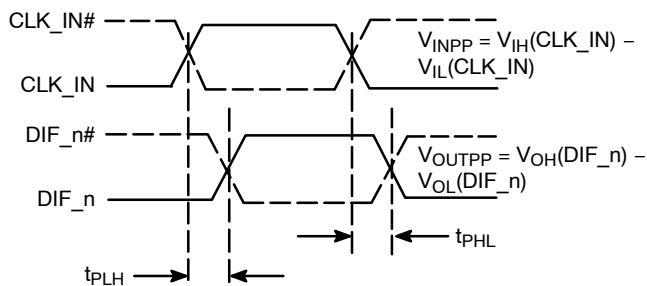 CLK_IN#
V_INPP = V_IH(CLK_IN) –
V_IL(CLK_IN)
CLK_IN
DIF_n#
V_OUTPP = V_OH(DIF_n) –
V_OL(DIF_n)
DIF_n
t_PHL
t_PLH